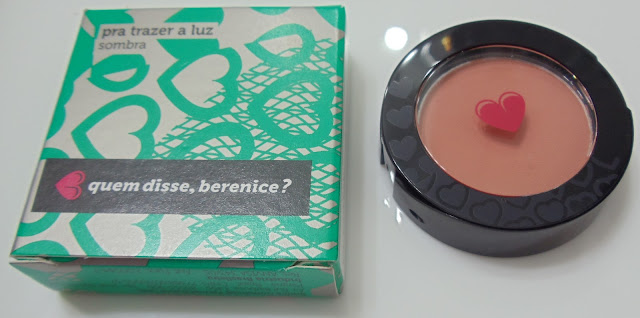 pra trazer a luz
sombra
quem disse, berenice?